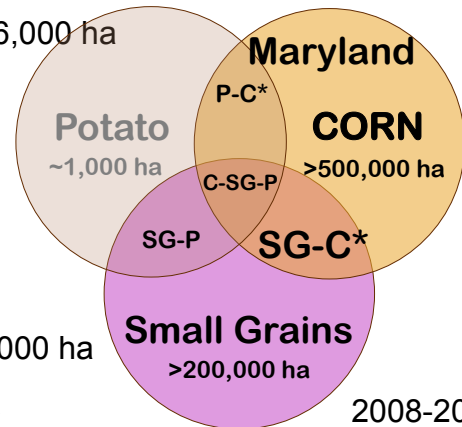 6,000 ha
Maryland
P-C*
Potato
~1,000 ha
CORN
>500,000 ha
C-SG-P
SG-P
SG-C*
Small Grains
>200,000 ha
000 ha
2008-20